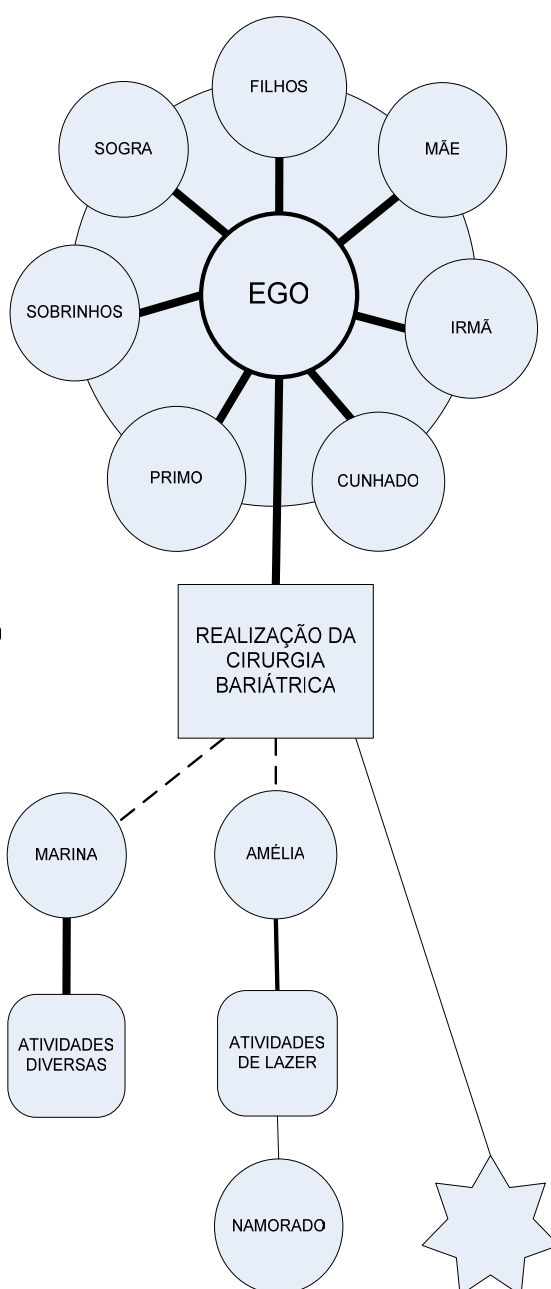 FILHOS
SOGRA
MÃE
EGO
SOBRINHOS
IRMÃ
PRIMO
CUNHADO
REALIZAÇÃO DA
CIRURGIA
BARIÁTRICA
MARINA
AMÉLIA
ATIVIDADES
DIVERSAS
ATIVIDADES
DE LAZER
NAMORADO